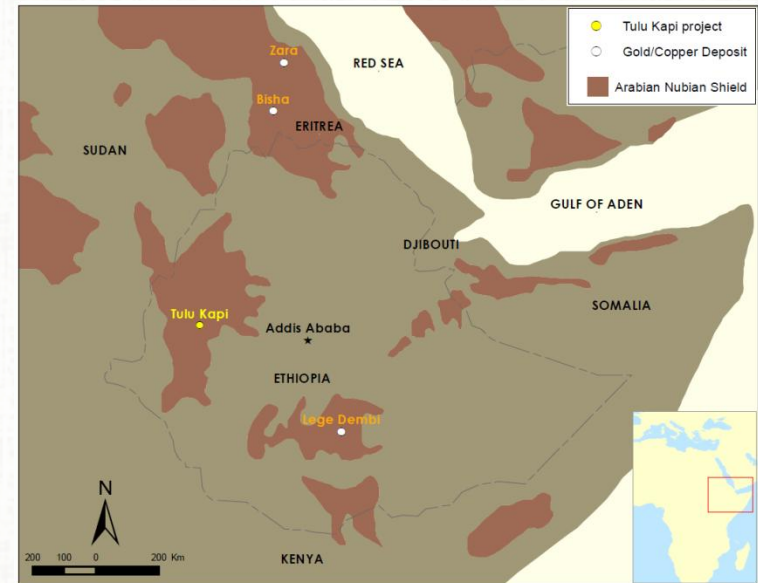 Tulu Kapi project
Gold/Copper Deposit
Arabian Nubian Shield
Zara
RED SEA
Bisha
ERITREA
SUDAN
GULF OF ADEN
DJIBOUTI
SOMALIA
Tulu Kapi
Addis Ababa
ETHIOPIA
Lege Dembi
N
200 100 0 200 Km
KENYA